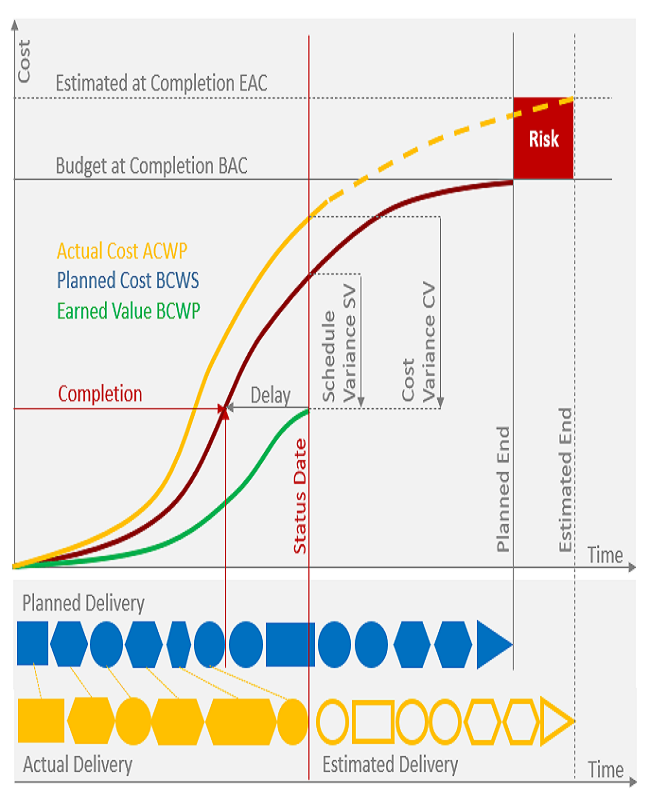 Cost
Estimated at Completion EAC
Risk
Budget at Completion BAC
Actual Cost ACWP
Planned Cost BCWS
Earned Value BCWP
Schedule
Variance SV
Cost
Variance CV
Completion
Delay
Status Date
Planned End
Estimated End
Time
Planned Delivery
Actual Delivery
Estimated Delivery
Time